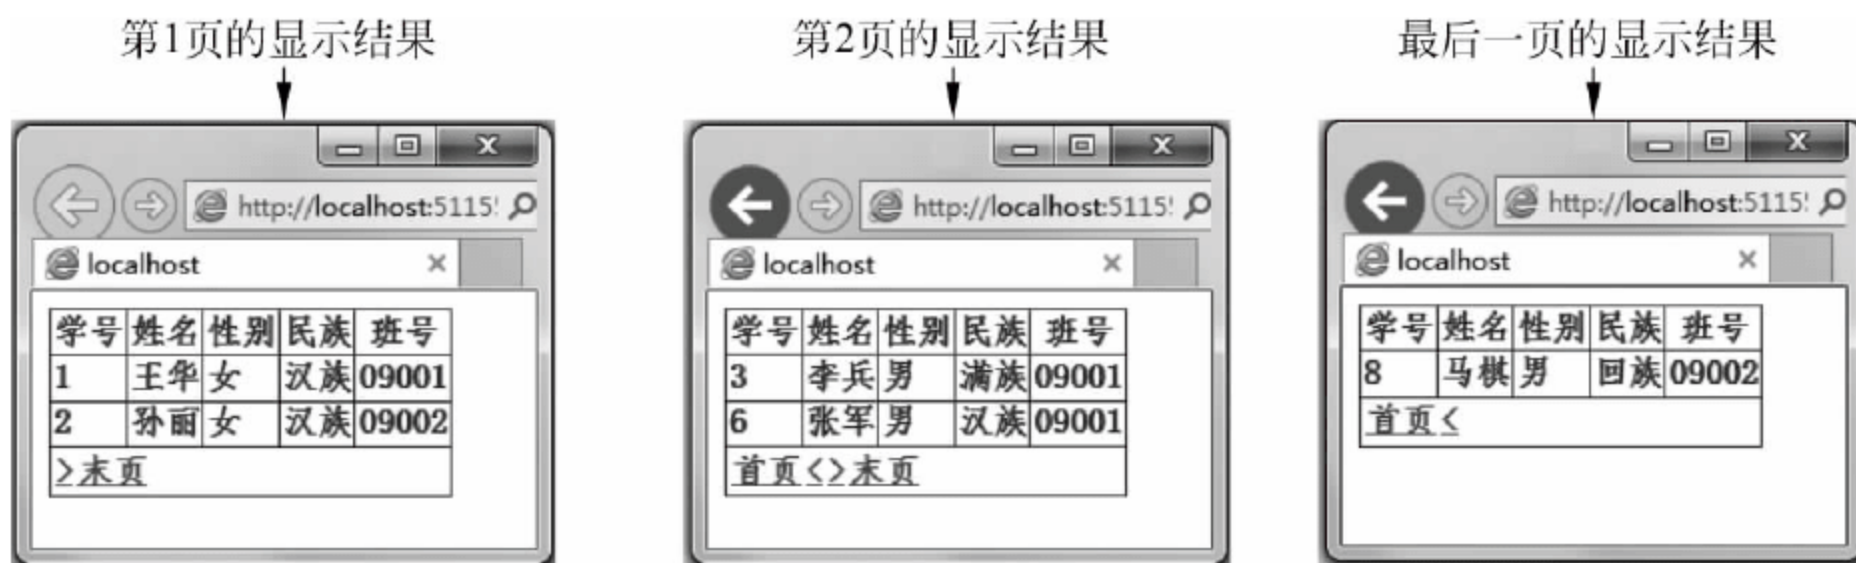 第1页的显示结果
http://localhost:5115
localhost
学号 姓名 性别 民族 班号
1 王华 女 汉族 09001
2 孙丽 女 汉族 09002
>末页
第2页的显示结果
http://localhost:5115
localhost
学号 姓名 性别 民族 班号
3 李兵 男 满族 09001
6 张军 男 汉族 09001
首页<>末页
最后一页的显示结果
http://localhost:5115
localhost
学号 姓名 性别 民族 班号
8 马棋 男 回族 09002
首页<